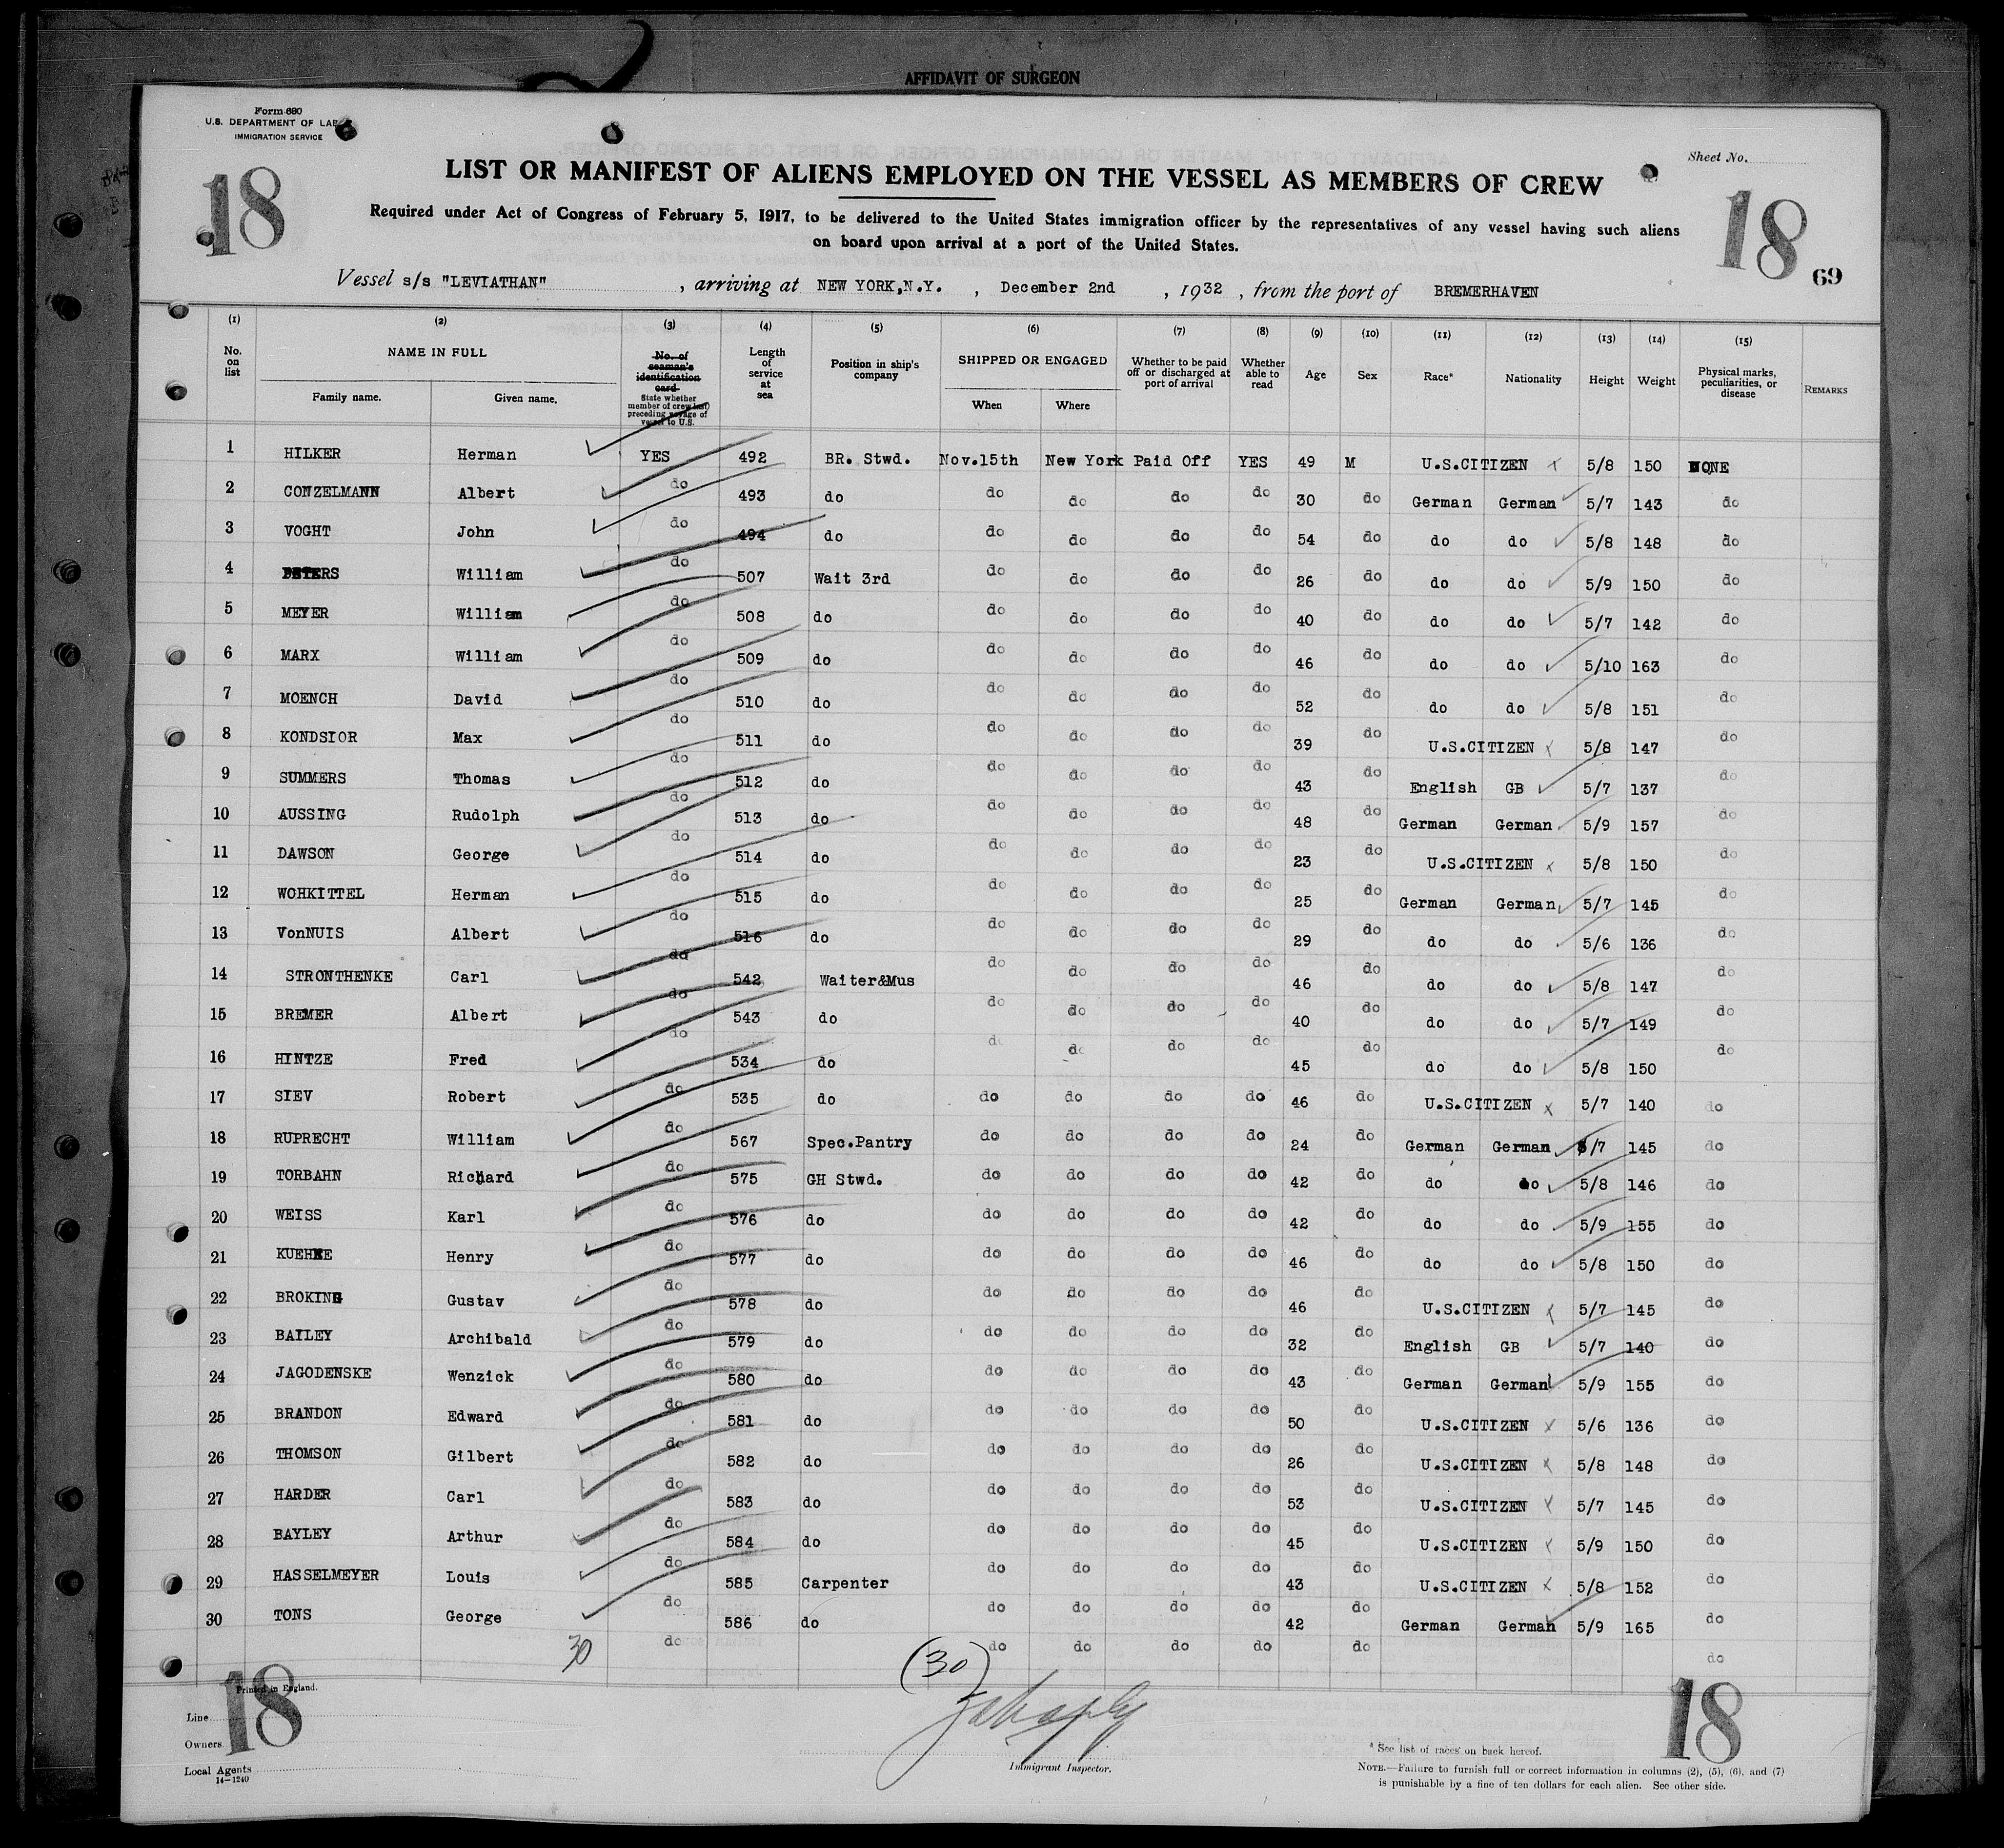 AFFIDAVIT OF SURGEON
Form 680
U.S. DEPARTMENT OF LABOR
IMMIGRATION SERVICE
Sheet No.
LIST OR MANIFEST OF ALIENS EMPLOYED ON THE VESSEL AS MEMBERS OF CREW
18 18
Required under Act of Congress of February 5, 1917, to be delivered to the United States immigration officer by the representatives of any vessel having such aliens
on board upon arrival at a port of the United States.
69
Vessel s/s "LEVIATHAN", arriving at NEW YORK,N.Y., December 2nd, 1932, from the port of BREMERHAVEN
(1) (2) (3) (4) (5) (6) (7) (8) (9) (10) (11) (12) (13) (14) (15)
No. on list NAME IN FULL Family name. Given name. No. of seaman's identification card State whether member of crew last preceding voyage of vessel to U.S. Length of service at sea Position in ship's company SHIPPED OR ENGAGED When Where Whether to be paid off or discharged at port of arrival Whether able to read Age Sex Race* Nationality Height Weight Physical marks, peculiarities, or disease REMARKS
1 HILKER Herman YES 492 BR. Stwd. Nov.15th New York Paid Off YES 49 M U.S.CITIZEN 5/8 150 NONE
2 CONZELMANN Albert do 493 do do do do do 30 do German German 5/7 143 do
3 VOGHT John do 494 do do do do do 54 do do do 5/8 148 do
4 PETERS William do 507 Wait 3rd do do do do 26 do do do 5/9 150 do
5 MEYER William do 508 do do do do do 40 do do do 5/7 142 do
6 MARX William do 509 do do do do do 46 do do do 5/10 163 do
7 MOENCH David do 510 do do do do do 52 do do do 5/8 151 do
8 KONDSIOR Max do 511 do do do do do 39 do U.S.CITIZEN 5/8 147 do
9 SUMMERS Thomas do 512 do do do do do 43 do English GB 5/7 137 do
10 AUSSING Rudolph do 513 do do do do do 48 do German German 5/9 157 do
11 DAWSON George do 514 do do do do do 23 do U.S.CITIZEN 5/8 150 do
12 WOHKITTEL Herman do 515 do do do do do 25 do German German 5/7 145 do
13 VonNUIS Albert do 516 do do do do do 29 do do do 5/6 136 do
14 STRONTHENKE Carl do 542 Waiter&Mus do do do do 46 do do do 5/8 147 do
15 BREMER Albert do 543 do do do do do 40 do do do 5/7 149 do
16 HINTZE Fred do 534 do do do do do 45 do do do 5/8 150 do
17 SIEV Robert do 535 do do do do do 46 do U.S.CITIZEN 5/7 140 do
18 RUPRECHT William do 567 Spec.Pantry do do do do 24 do German German 5/7 145 do
19 TORBAHN Richard do 575 GH Stwd. do do do do 42 do do do 5/8 146 do
20 WEISS Karl do 576 do do do do do 42 do do do 5/9 155 do
21 KUEHNE Henry do 577 do do do do do 46 do do do 5/8 150 do
22 BROKING Gustav do 578 do do do do do 46 do U.S.CITIZEN 5/7 145 do
23 BAILEY Archibald do 579 do do do do do 32 do English GB 5/7 140 do
24 JAGODENSKE Wenzick do 580 do do do do do 43 do German German 5/9 155 do
25 BRANDON Edward do 581 do do do do do 50 do U.S.CITIZEN 5/6 136 do
26 THOMSON Gilbert do 582 do do do do do 26 do U.S.CITIZEN 5/8 148 do
27 HARDER Carl do 583 do do do do do 53 do U.S.CITIZEN 5/7 145 do
28 BAYLEY Arthur do 584 do do do do do 45 do U.S.CITIZEN 5/9 150 do
29 HASSELMEYER Louis do 585 Carpenter do do do do 43 do U.S.CITIZEN 5/8 152 do
30 TONS George do 586 do do do do do 42 do German German 5/9 165 do
30 do (30) do do do do do do
18 18
Printed in England.
Line
Owners
Local Agents
14—1240
Immigrant Inspector.
* See list of races on back hereof.
NOTE.—Failure to furnish full or correct information in columns (2), (5), (6), and (7)
is punishable by a fine of ten dollars for each alien. See other side.